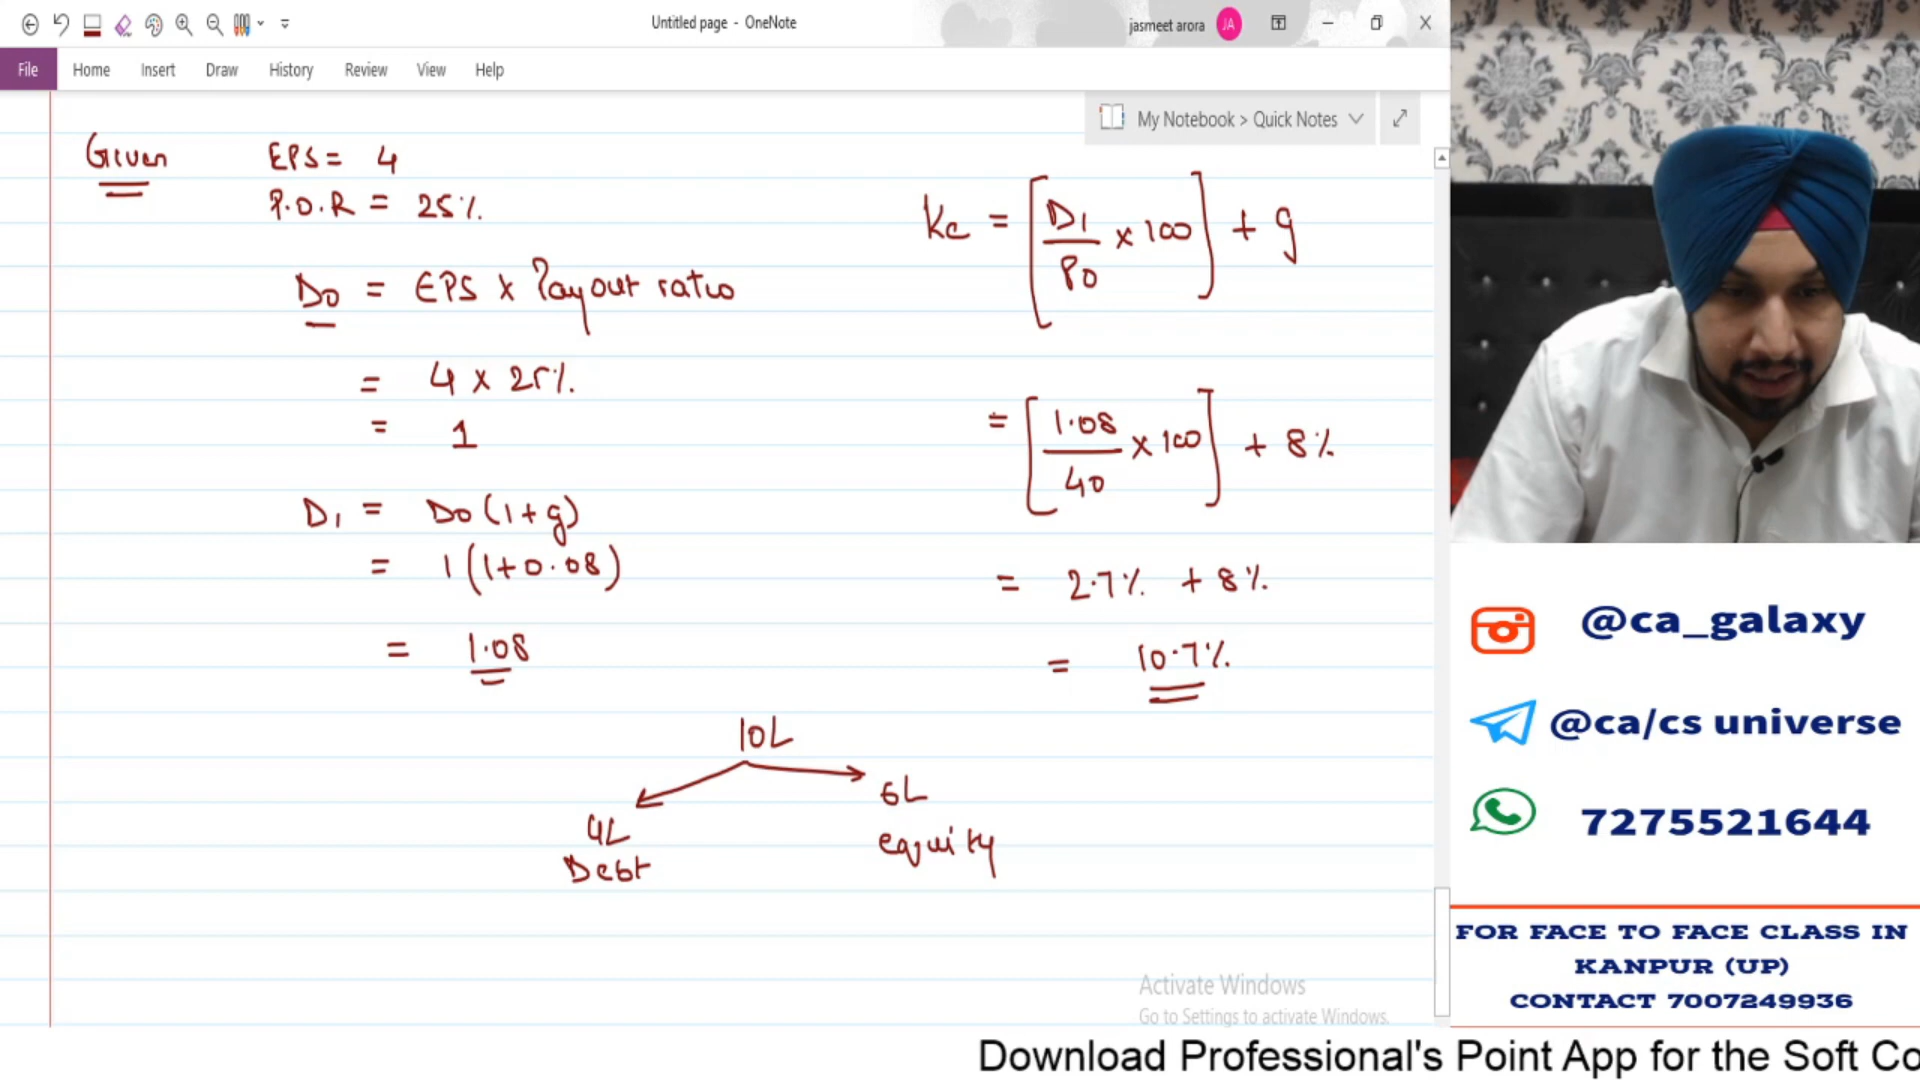 Untitled page - OneNote
jasmeet arora JA
File Home Insert Draw History Review View Help
My Notebook > Quick Notes
Given EPS = 4
P.O.R = 25%
D0 = EPS x Payout ratio
= 4 x 25%
= 1
D1 = D0 (1+g)
= 1 (1+0.08)
= 1.08
Ke = [D1/P0 x 100] + g
= [1.08/40 x 100] + 8%
= 2.7% + 8%
= 10.7%
10L
4L
Debt
6L
equity
@ca_galaxy
@ca/cs universe
7275521644
FOR FACE TO FACE CLASS IN
KANPUR (UP)
CONTACT 7007249936
Activate Windows
Go to Settings to activate Windows.
Download Professional's Point App for the Soft Co